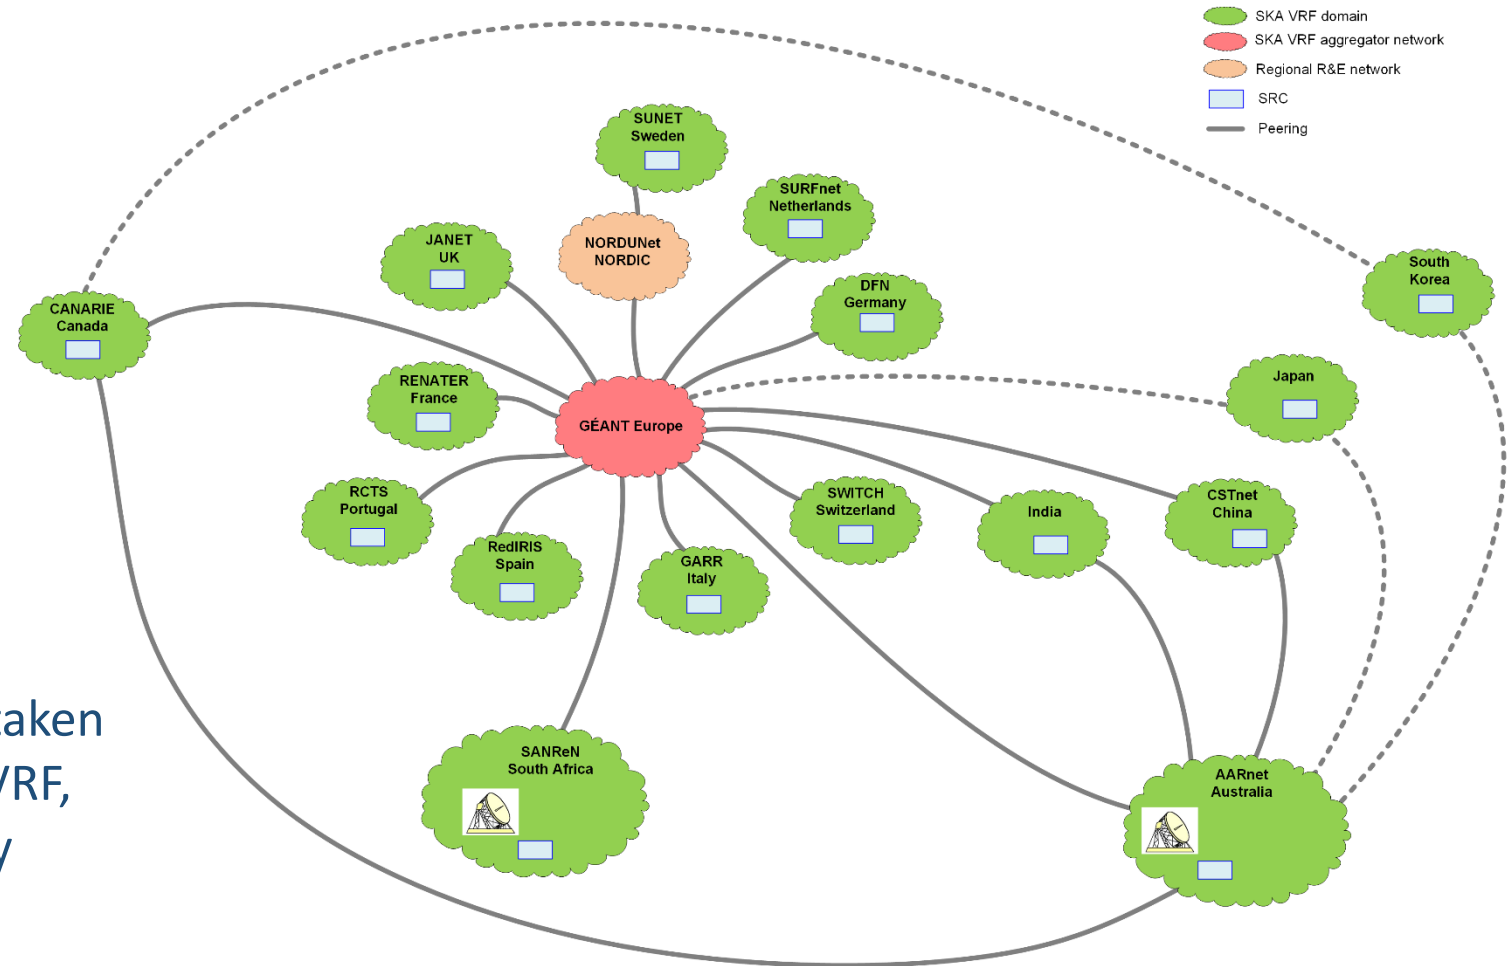 SKA VRF domain
SKA VRF aggregator network
Regional R&E network
SRC
Peering
SUNET
Sweden
SURFnet
Netherlands
JANET
UK
NORDUNet
NORDIC
South
Korea
DFN
Germany
CANARIE
Canada
RENATER
France
Japan
GÉANT Europe
RCTS
Portugal
SWITCH
Switzerland
India
CSTnet
China
RedIRIS
Spain
GARR
Italy
taken
VRF,
y
SANReN
South Africa
AARnet
Australia